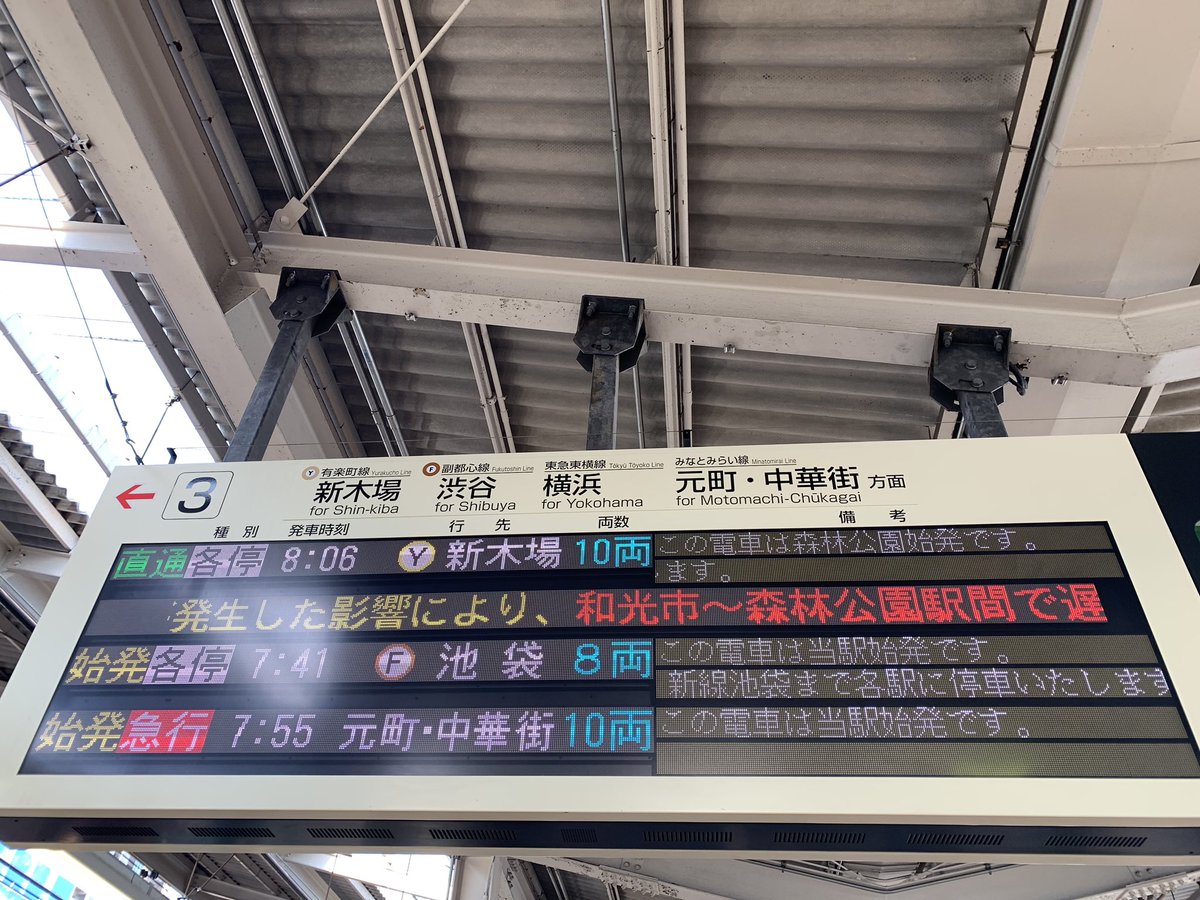 3
Y 有楽町線 Yurakucho Line
新木場
for Shin-kiba
F 副都心線 Fukutoshin Line
渋谷
for Shibuya
東急東横線 Tōkyū Tōyoko Line
横浜
for Yokohama
みなとみらい線 Minatomirai Line
元町・中華街 方面
for Motomachi-Chūkagai
種別 発車時刻 行先 両数 備考
直通各停 8:06 Y 新木場 10両 この電車は森林公園始発です。
ます。
発生した影響により、和光市〜森林公園駅間で遅
始発各停 7:41 F 池袋 8両 この電車は当駅始発です。
新線池袋まで各駅に停車いたします
始発急行 7:55 元町・中華街 10両 この電車は当駅始発です。